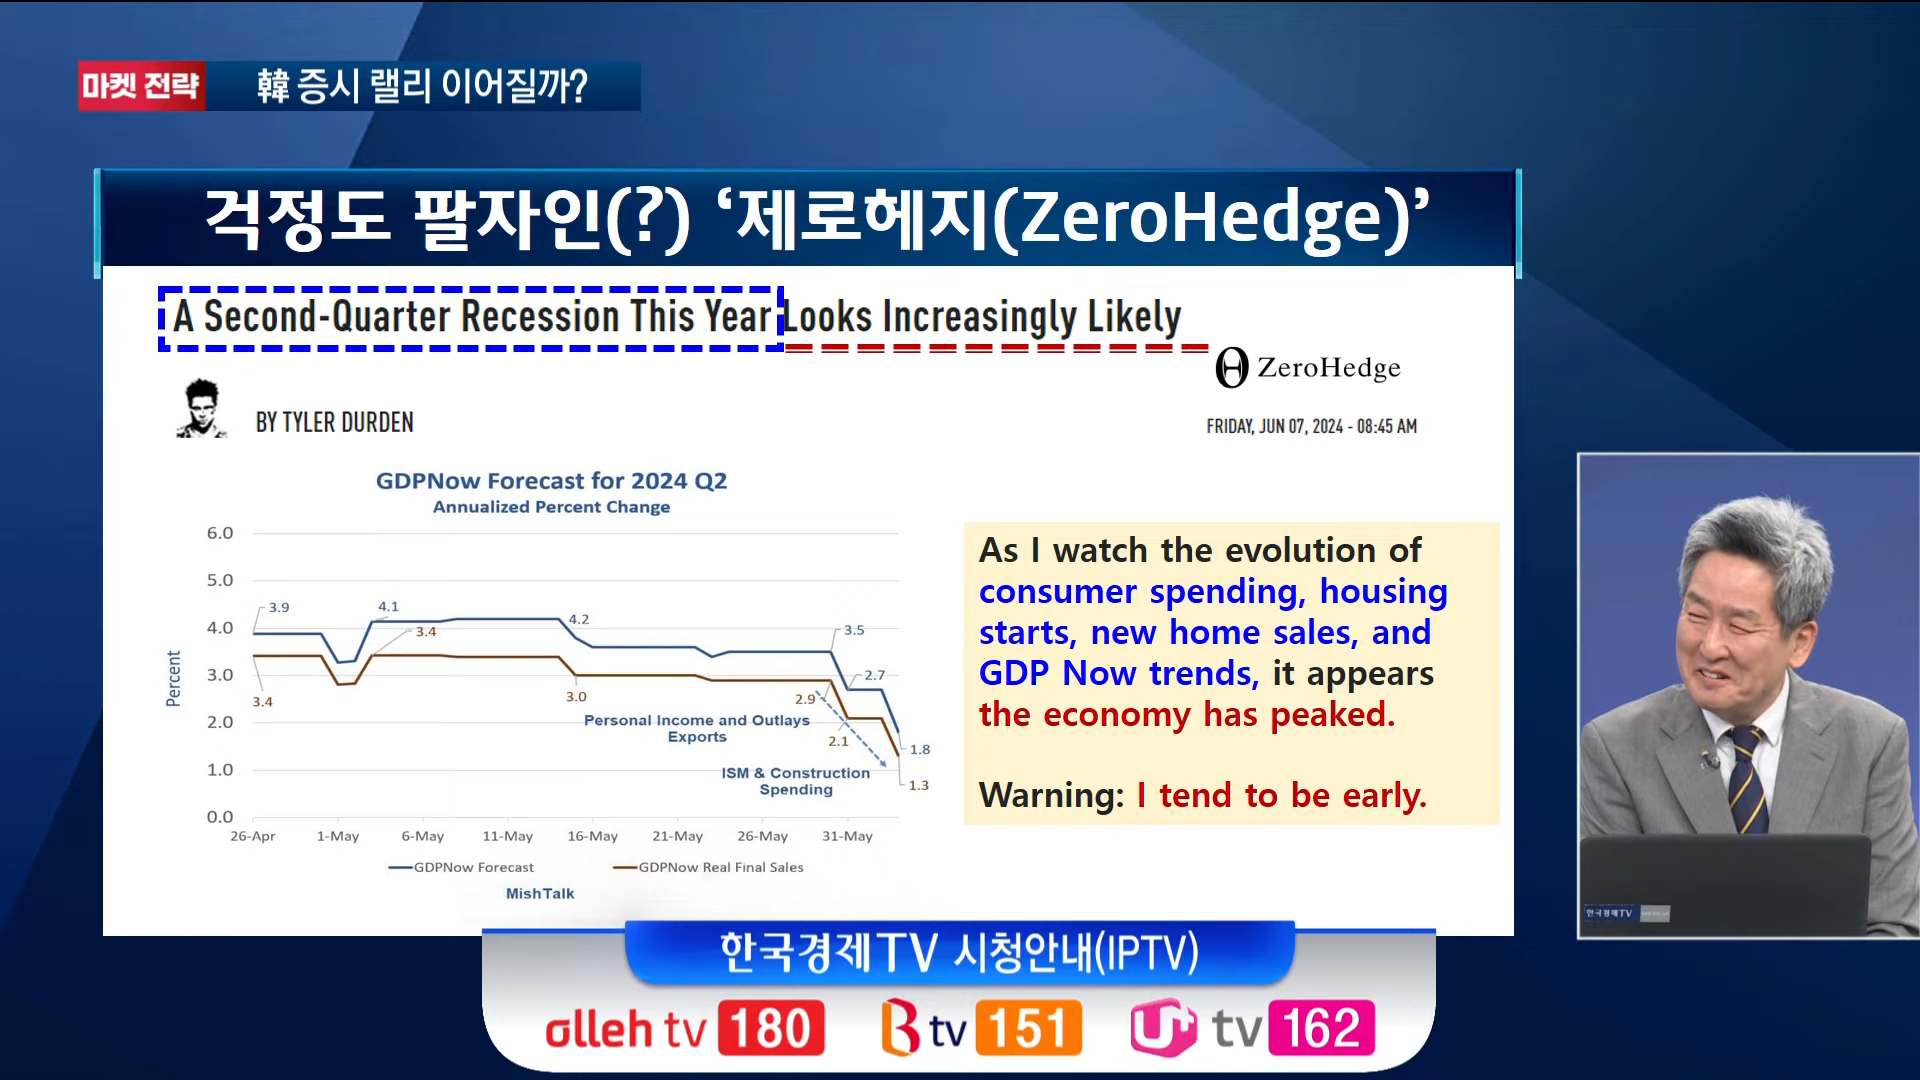 마켓 전략
韓 증시 랠리 이어질까?
걱정도 팔자인(?) ‘제로헤지(ZeroHedge)’
A Second-Quarter Recession This Year Looks Increasingly Likely
ZeroHedge
BY TYLER DURDEN
FRIDAY, JUN 07, 2024 - 08:45 AM
GDPNow Forecast for 2024 Q2
Annualized Percent Change
Percent
6.0
5.0
4.0
3.0
2.0
1.0
0.0
3.9
4.1
3.4
4.2
3.5
2.7
3.4
3.0
2.9
2.1
1.8
1.3
Personal Income and Outlays
Exports
ISM & Construction
Spending
26-Apr 1-May 6-May 11-May 16-May 21-May 26-May 31-May
GDPNow Forecast GDPNow Real Final Sales
MishTalk
As I watch the evolution of
consumer spending, housing
starts, new home sales, and
GDP Now trends, it appears
the economy has peaked.
Warning: I tend to be early.
한국경제TV
한국경제TV 시청안내(IPTV)
olleh tv 180 B tv 151 U+ tv 162